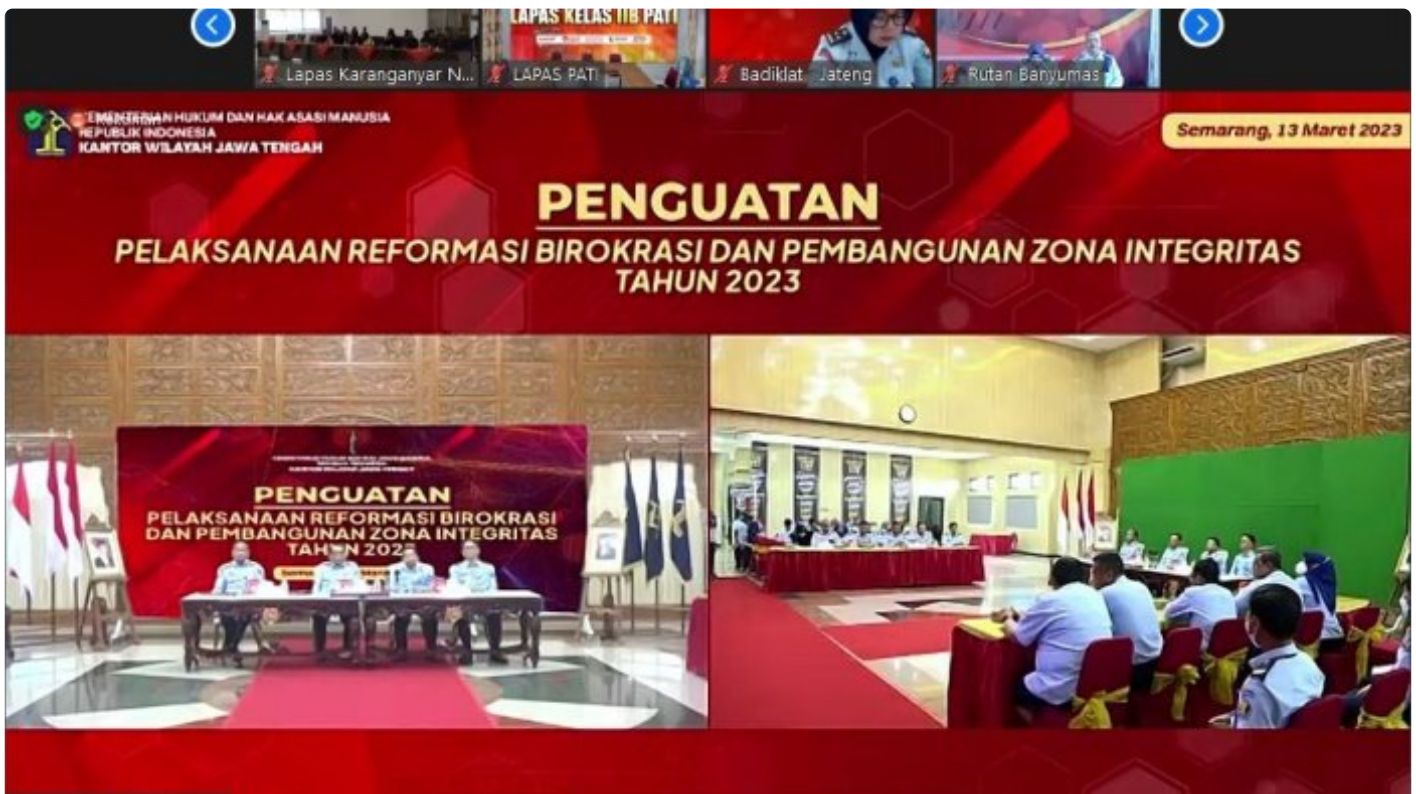 LAPAS KELAS IIB PATI
Lapas Karanganyar N...
LAPAS PATI
Badiklat Jateng
Rutan Banyumas
KEMENTERIAN HUKUM DAN HAK ASASI MANUSIA
REPUBLIK INDONESIA
KANTOR WILAYAH JAWA TENGAH
Semarang, 13 Maret 2023
PENGUATAN
PELAKSANAAN REFORMASI BIROKRASI DAN PEMBANGUNAN ZONA INTEGRITAS
TAHUN 2023
PENGUATAN
PELAKSANAAN REFORMASI BIROKRASI
DAN PEMBANGUNAN ZONA INTEGRITAS
TAHUN 2023